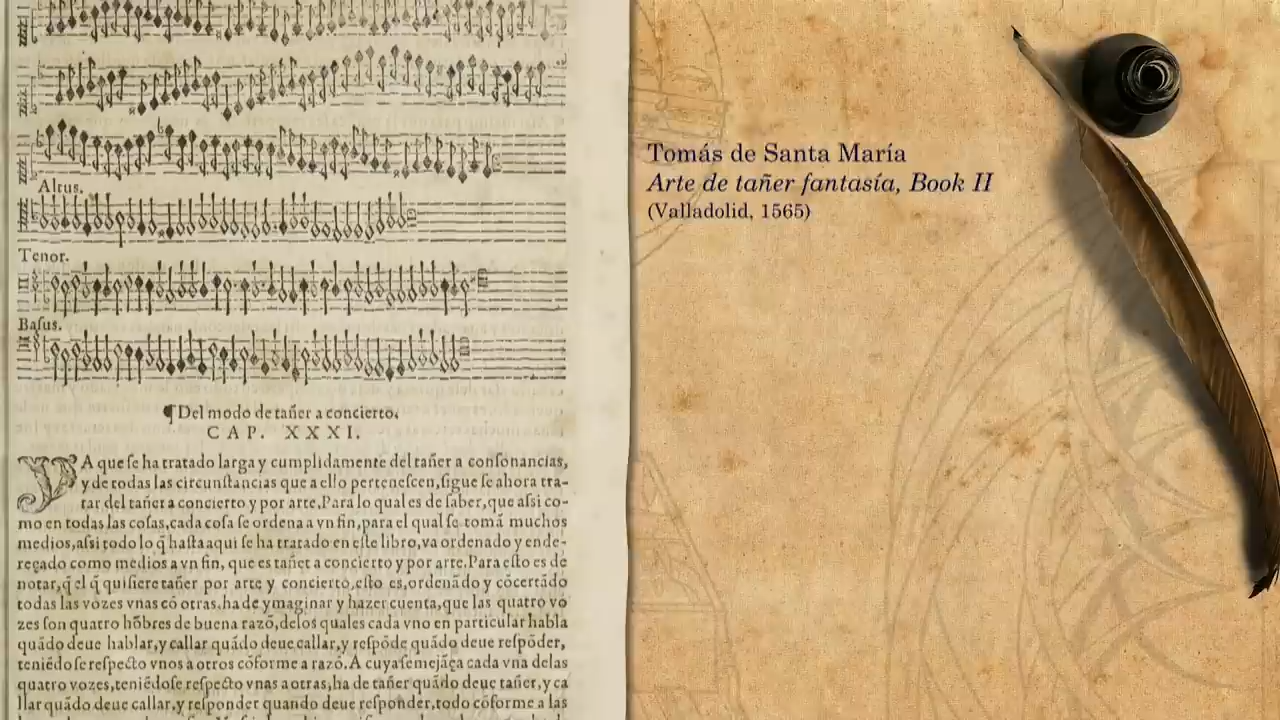 Altus.
Tenor.
Baſus.
¶Del modo de tañer a concierto.
CAP. XXXI.
YA que ſe ha tratado larga y cumplidamente del tañer a conſonancias,
y de todas las circunſtancias que a ello perteneſcen, ſigue ſe ahora tra-
tar del tañer a concierto y por arte. Para lo qual es de ſaber, que aſsi co-
mo en todas las coſas, cada coſa ſe ordena a vn fin, para el qual ſe tomã muchos
medios, aſsi todo lo q̃ haſta aqui ſe ha tratado en eſte libro, va ordenado y ende-
reçado como medios a vn fin, que es tañer a concierto y por arte. Para eſto es de
notar, q̃ el q̃ quiſiere tañer por arte y concierto, eſto es, ordenãdo y cõcertãdo
todas las vozes vnas cõ otras, ha de ymaginar y hazer cuenta, que las quatro vo
zes ſon quatro hõbres de buena razõ, delos quales cada vno en particular habla
quãdo deue hablar, y callar quãdo deue callar, y reſpõde quãdo deue reſpõder,
teniẽdo ſe reſpecto vnos a otros cõforme a razõ. A cuya ſemejãça cada vna delas
quatro vozes, teniẽdoſe reſpecto vnas a otras, ha de tañer quãdo deue tañer, y ca
llar quãdo deue callar, y reſponder quando deue reſponder, todo cõforme a las
Tomás de Santa María
Arte de tañer fantasía, Book II
(Valladolid, 1565)